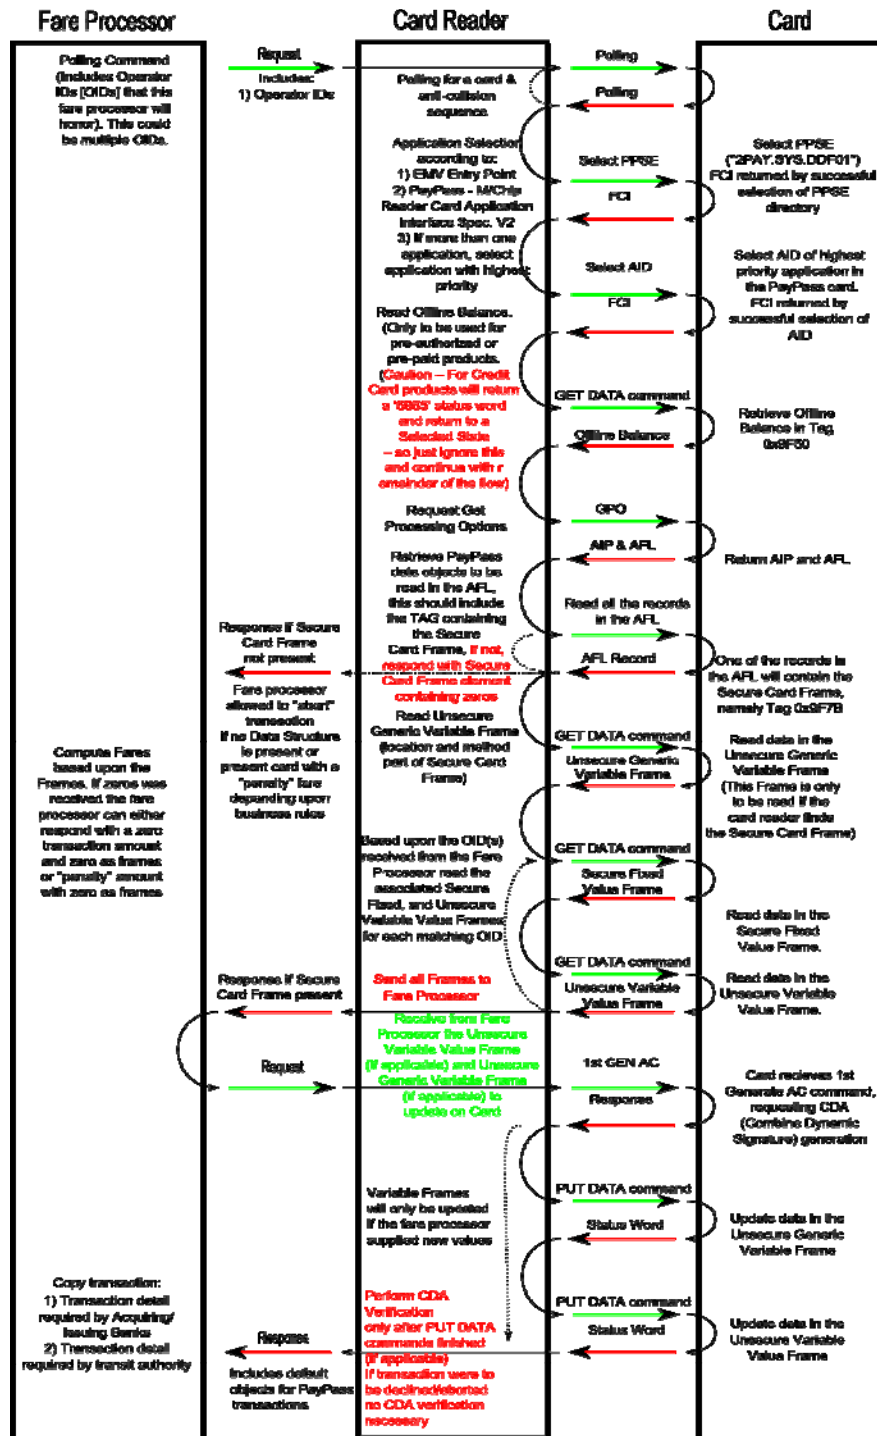 Fare Processor
Card Reader
Card
Polling Command
(Includes Operator
IDs [OIDs] that this
fare processor will
honor). This could
be multiple OIDs.
Request
Includes:
1) Operator IDs
Polling for a card &
anti-collision
sequence
Polling
Polling
Application Selection
according to:
1) EMV Entry Point
2) PayPass - M/Chip
Reader Card Application
Interface Spec. V2
3) If more than one
application, select
application with highest
priority
Select PPSE
FCI
Select PPSE
("2PAY.SYS.DDF01")
FCI returned by successful
selection of PPSE
directory
Select AID
FCI
Select AID of highest
priority application in
the PayPass card.
FCI returned by
successful selection of
AID
Read Offline Balance.
(Only to be used for
pre-authorized or
pre-paid products.
(Caution – For Credit
Card products will return
a '6985' status word
and return to a
Selected State
– so just ignore this
and continue with r
emainder of the flow)
GET DATA command
Offline Balance
Retrieve Offline
Balance in Tag
0x9F50
Request Get
Processing Options
GPO
AIP & AFL
Return AIP and AFL
Retrieve PayPass
data objects to be
read in the AFL,
this should include
the TAG containing
the Secure
Card Frame, if not,
respond with Secure
Card Frame element
containing zeros
Read all the records
in the AFL
AFL Record
One of the records in
the AFL will contain the
Secure Card Frame,
namely Tag 0x9F7B
Response if Secure
Card Frame
not present
Fare processor
allowed to "abort"
transaction
if no Data Structure
is present or
present card with a
"penalty" fare
depending upon
business rules
Read Unsecure
Generic Variable Frame
(location and method
part of Secure Card
Frame)
GET DATA command
Unsecure Generic
Variable Frame
Read data in the
Unsecure Generic
Variable Frame
(This Frame is only
to be read if the
card reader finds
the Secure Card Frame)
Compute Fares
based upon the
Frames. If zeros was
received the fare
processor can either
respond with a zero
transaction amount
and zero as frames
or "penalty" amount
with zero as frames
Based upon the OID(s)
received from the Fare
Processor read the
associated Secure
Fixed, and Unsecure
Variable Value Frames
for each matching OID
GET DATA command
Secure Fixed
Value Frame
Read data in the
Secure Fixed
Value Frame.
GET DATA command
Unsecure Variable
Value Frame
Read data in the
Unsecure Variable
Value Frame.
Response if Secure
Card Frame present
Send all Frames to
Fare Processor
Receive from Fare
Processor the Unsecure
Variable Value Frame
(if applicable) and Unsecure
Generic Variable Frame
(if applicable) to
update on Card
Request
1st GEN AC
Response
Card recieves 1st
Generate AC command,
requesting CDA
(Combine Dynamic
Signature) generation
Variable Frames
will only be updated
if the fare processor
supplied new values
PUT DATA command
Status Word
Update data in the
Unsecure Generic
Variable Frame
PUT DATA command
Status Word
Update data in the
Unsecure Variable
Value Frame
Copy transaction:
1) Transaction detail
required by Acquiring/
Issuing Banks
2) Transaction detail
required by transit authority
Response
Includes default
objects for PayPass
transactions
Perform CDA
Verification
only after PUT DATA
commands finished
(if applicable)
If transaction were to
be declined/aborted
no CDA verification
necessary